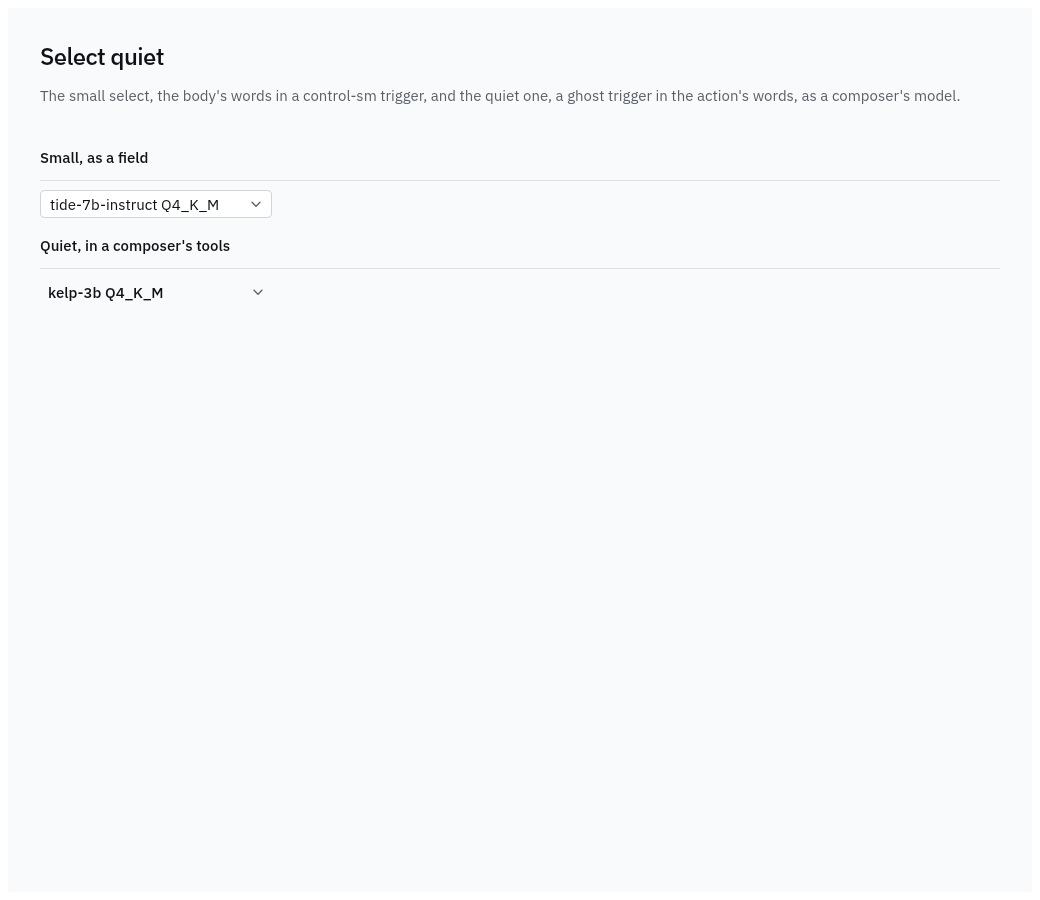 Select quiet
The small select, the body's words in a control-sm trigger, and the quiet one, a ghost trigger in the action's words, as a composer's model.
Small, as a field
tide-7b-instruct Q4_K_M
Quiet, in a composer's tools
kelp-3b Q4_K_M